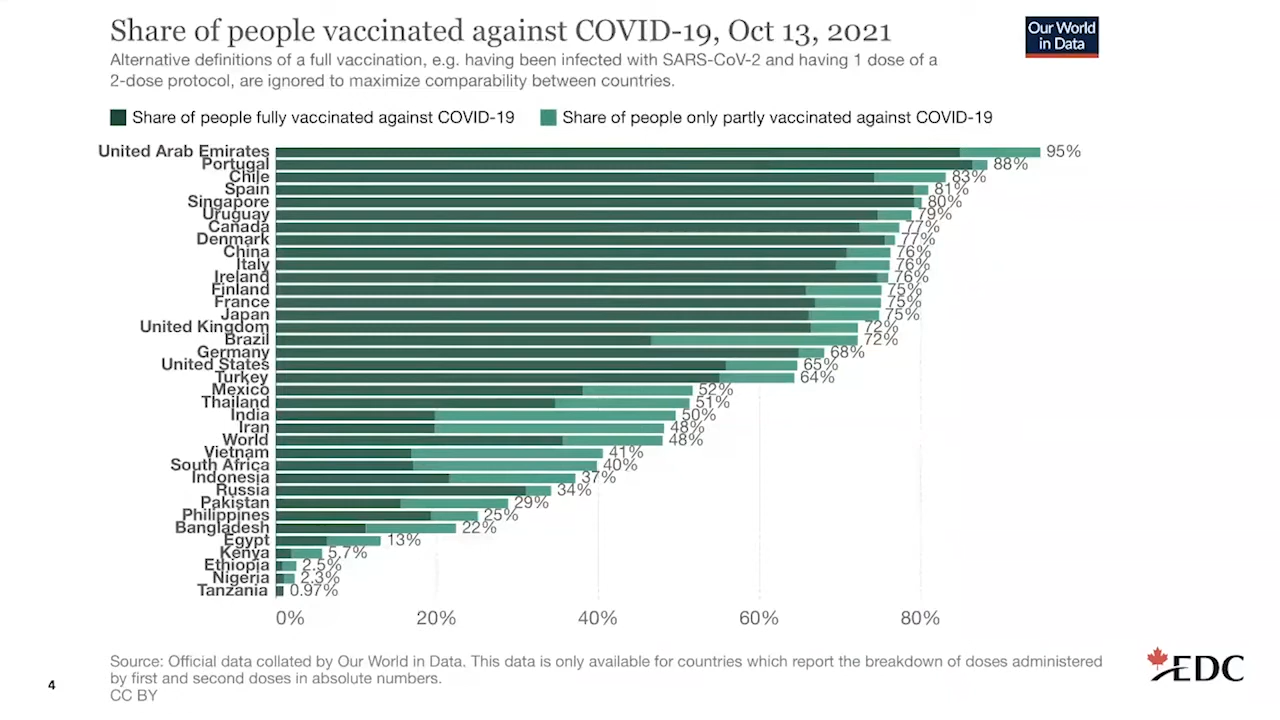 Share of people vaccinated against COVID-19, Oct 13, 2021
Our World
in Data
Alternative definitions of a full vaccination, e.g. having been infected with SARS-CoV-2 and having 1 dose of a
2-dose protocol, are ignored to maximize comparability between countries.
Share of people fully vaccinated against COVID-19 Share of people only partly vaccinated against COVID-19
United Arab Emirates 95%
Portugal 88%
Chile 83%
Spain 81%
Singapore 80%
Uruguay 79%
Canada 77%
Denmark 77%
China 76%
Italy 76%
Ireland 76%
Finland 75%
France 75%
Japan 75%
United Kingdom 72%
Brazil 72%
Germany 68%
United States 65%
Turkey 64%
Mexico 52%
Thailand 51%
India 50%
Iran 48%
World 48%
Vietnam 41%
South Africa 40%
Indonesia 37%
Russia 34%
Pakistan 29%
Philippines 25%
Bangladesh 22%
Egypt 13%
Kenya 5.7%
Ethiopia 2.5%
Nigeria 2.3%
Tanzania 0.97%
0% 20% 40% 60% 80%
Source: Official data collated by Our World in Data. This data is only available for countries which report the breakdown of doses administered
by first and second doses in absolute numbers.
CC BY
4
EDC